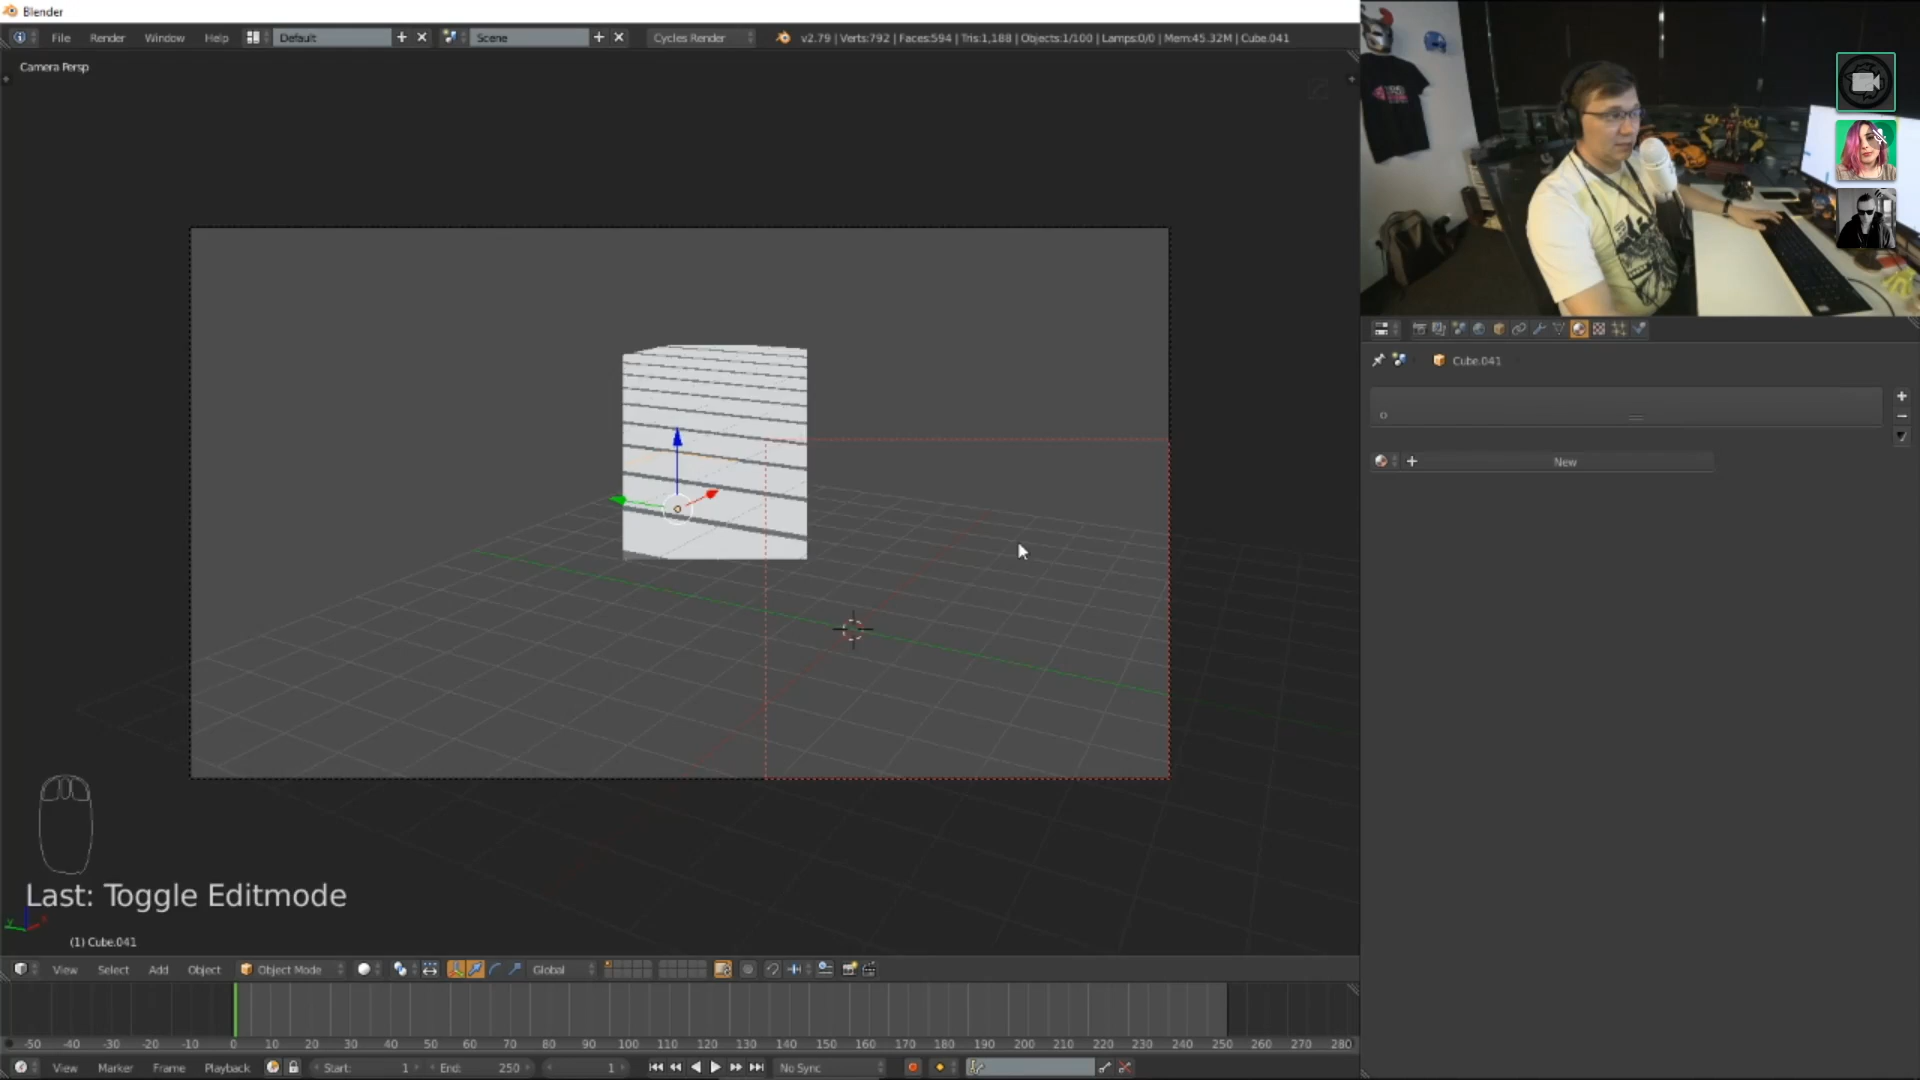 Blender
File Render Window Help Default Scene Cycles Render v2.79 | Verts:792 | Faces:594 | Tris:1,188 | Objects:1/100 | Lamps:0/0 | Mem:45.32M | Cube.041
Camera Persp
Cube.041
New
Last: Toggle Editmode
(1) Cube.041
View Select Add Object Object Mode Global
-50 -40 -30 -20 -10 0 10 20 30 40 50 60 70 80 90 100 110 120 130 140 150 160 170 180 190 200 210 220 230 240 250 260 270 280
View Marker Frame Playback Start: 1 End: 250 1 No Sync